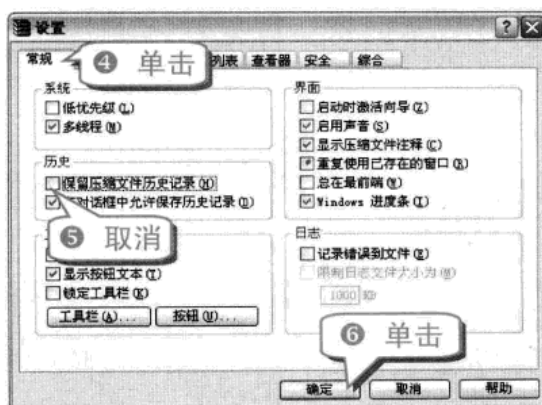 设置
常规
列表 查看器 安全 综合
❹ 单击
系统
低优先级(L)
多线程(M)
历史
保留压缩文件历史记录(H)
对话框中允许保存历史记录(D)
❺ 取消
显示按钮文本(T)
锁定工具栏(K)
工具栏(A)... 按钮(U)...
界面
启动时激活向导(Z)
启用声音(S)
显示压缩文件注释(C)
重复使用已存在的窗口(R)
总在最前端(Y)
Windows 进度条(I)
日志
记录错误到文件(E)
限制日志文件大小为(W)
1000 KB
❻ 单击
确定 取消 帮助